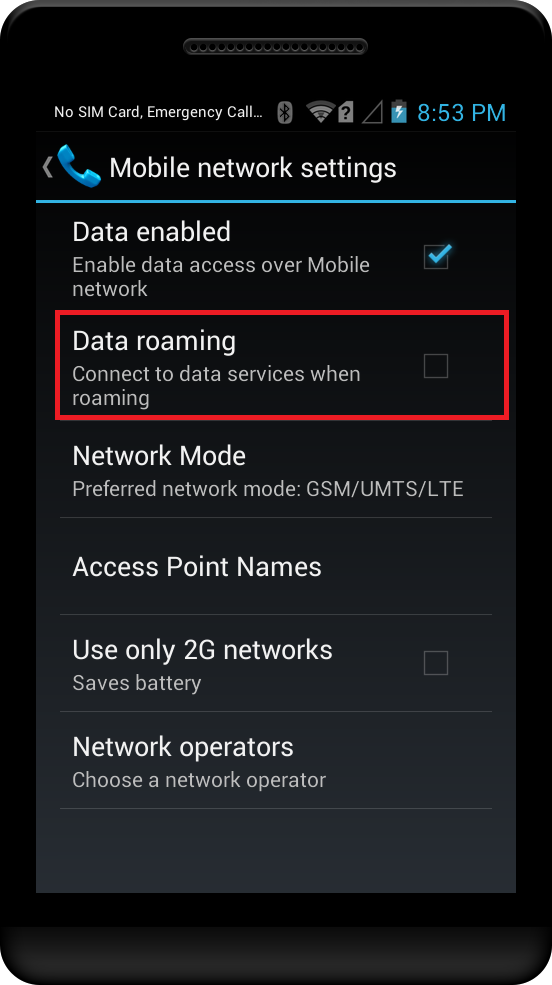 No SIM Card, Emergency Call... 8:53 PM
Mobile network settings
Data enabled
Enable data access over Mobile
network
Data roaming
Connect to data services when
roaming
Network Mode
Preferred network mode: GSM/UMTS/LTE
Access Point Names
Use only 2G networks
Saves battery
Network operators
Choose a network operator